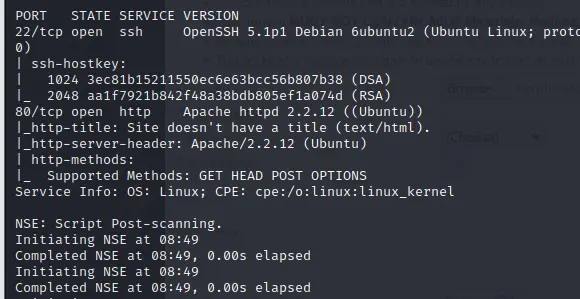 PORT   STATE SERVICE VERSION
22/tcp open  ssh     OpenSSH 5.1p1 Debian 6ubuntu2 (Ubuntu Linux; proto
0)
| ssh-hostkey:
|   1024 3ec81b15211550ec6e63bcc56b807b38 (DSA)
|_  2048 aa1f7921b842f48a38bdb805ef1a074d (RSA)
80/tcp open  http    Apache httpd 2.2.12 ((Ubuntu))
|_http-title: Site doesn't have a title (text/html).
|_http-server-header: Apache/2.2.12 (Ubuntu)
| http-methods:
|_  Supported Methods: GET HEAD POST OPTIONS
Service Info: OS: Linux; CPE: cpe:/o:linux:linux_kernel

NSE: Script Post-scanning.
Initiating NSE at 08:49
Completed NSE at 08:49, 0.00s elapsed
Initiating NSE at 08:49
Completed NSE at 08:49, 0.00s elapsed